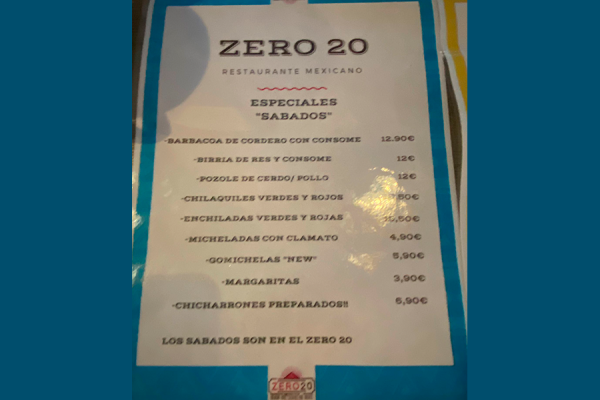 ZERO 20
RESTAURANTE MEXICANO
ESPECIALES
"SABADOS"
-BARBACOA DE CORDERO CON CONSOME 12.90€
-BIRRIA DE RES Y CONSOME 12€
-POZOLE DE CERDO/ POLLO 12€
-CHILAQUILES VERDES Y ROJOS
-ENCHILADAS VERDES Y ROJAS
-MICHELADAS CON CLAMATO 4,90€
-GOMICHELAS "NEW" 5,90€
-MARGARITAS 3,90€
-CHICHARRONES PREPARADOS!! 6,90€
LOS SABADOS SON EN EL ZERO 20
ZERO20